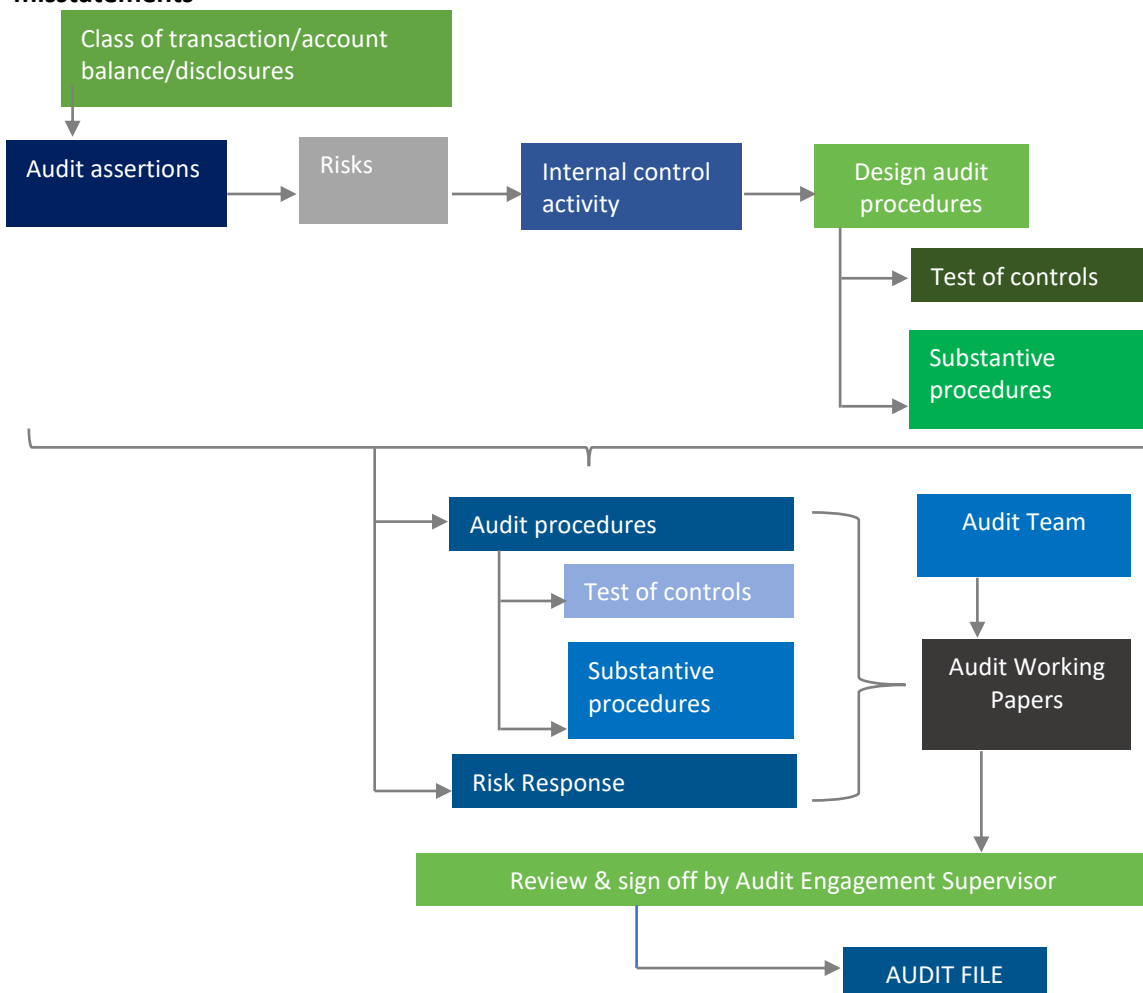 misstatements
Class of transaction/account
balance/disclosures
Audit assertions
Risks
Internal control
activity
Design audit
procedures
Test of controls
Substantive
procedures
Audit procedures
Audit Team
Test of controls
Substantive
procedures
Audit Working
Papers
Risk Response
Review & sign off by Audit Engagement Supervisor
AUDIT FILE